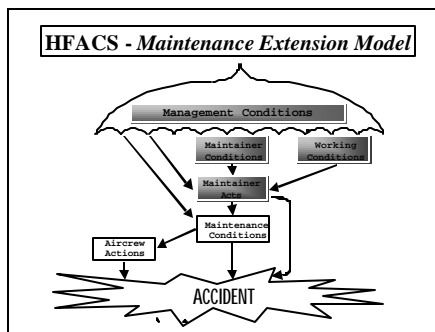 HFACS - Maintenance Extension Model
Management Conditions
Maintainer
Conditions
Working
Conditions
Maintainer
Acts
Maintenance
Conditions
Aircrew
Actions
ACCIDENT